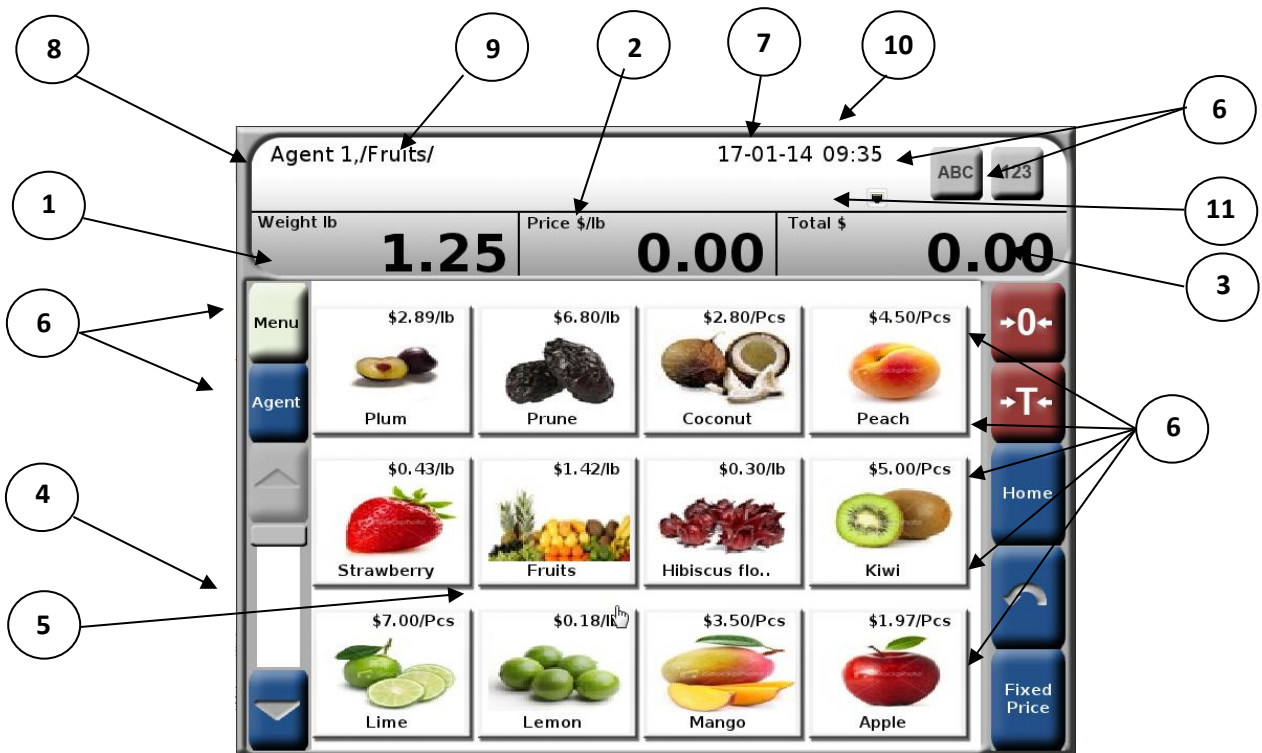 8
9
2
7
10
6
Agent 1,/Fruits/
17-01-14 09:35
ABC
123
1
11
Weight lb
Price $/lb
Total $
1.25
0.00
0.00
3
6
Menu
$2.89/lb
$6.80/lb
$2.80/Pcs
$4.50/Pcs
→0←
Agent
→T←
Plum
Prune
Coconut
Peach
6
4
$0.43/lb
$1.42/lb
$0.30/lb
$5.00/Pcs
Home
Strawberry
Fruits
Hibiscus flo..
Kiwi
5
$7.00/Pcs
$0.18/
$3.50/Pcs
$1.97/Pcs
Fixed
Price
Lime
Lemon
Mango
Apple